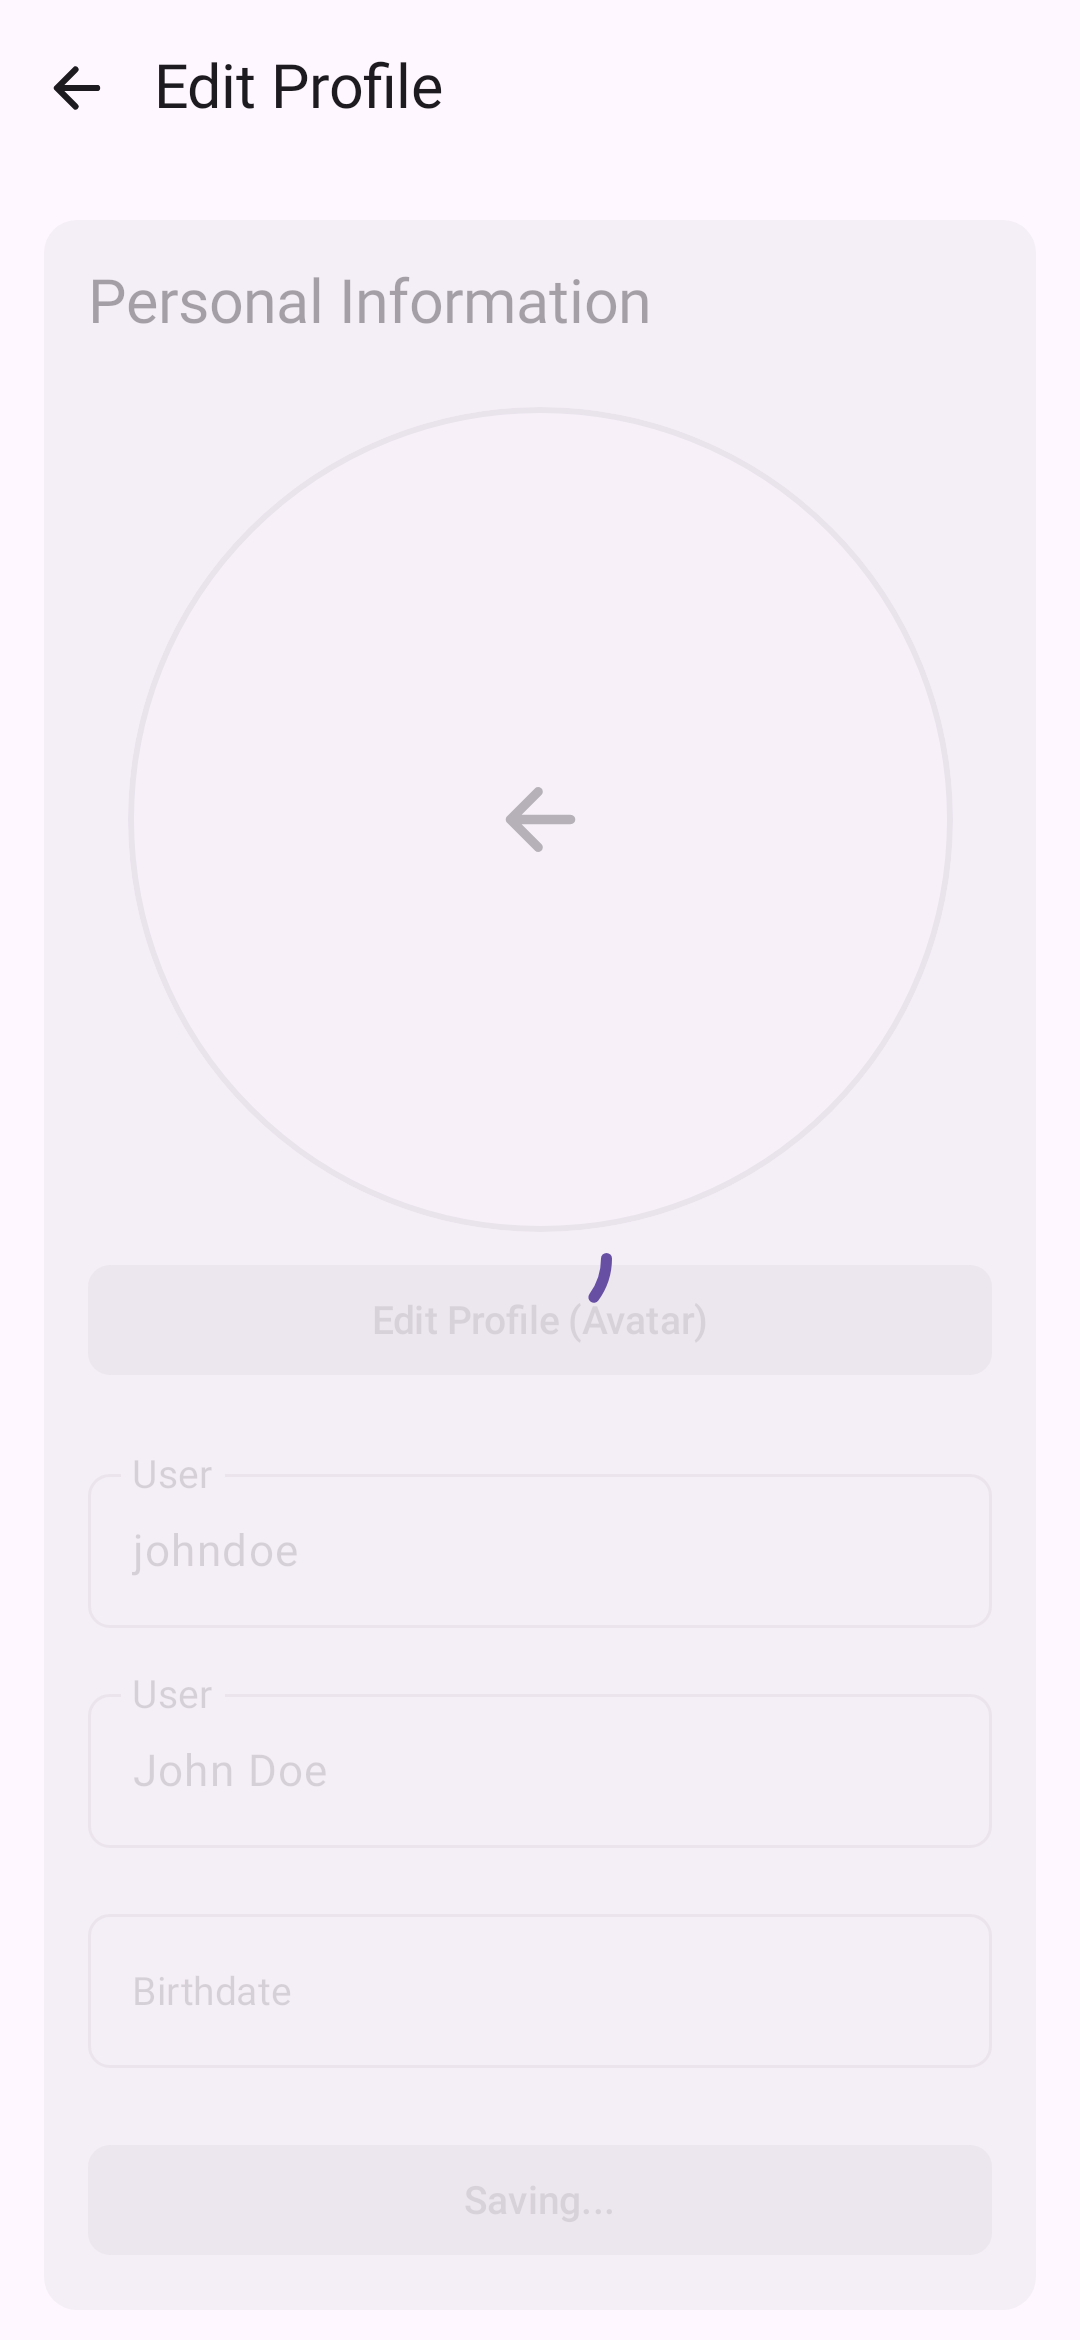 Edit Profile
Personal Information
Edit Profile (Avatar)
User
johndoe
User
John Doe
Birthdate
Saving...